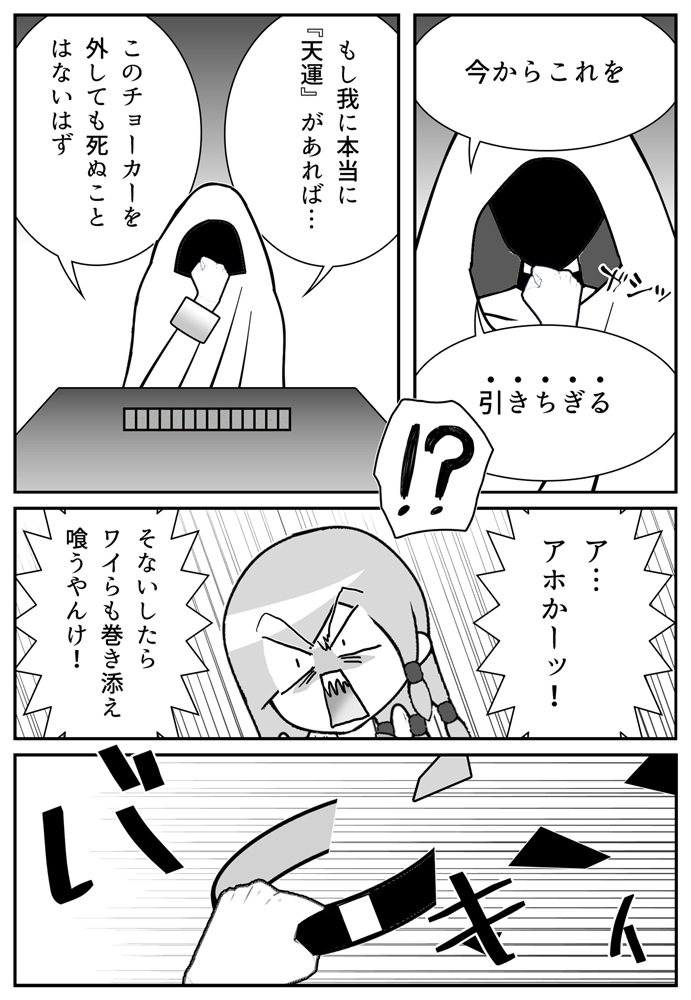 今からこれを
ガシッ
引きちぎる
もし我に本当に
『天運』があれば…
このチョーカーを
外しても死ぬこと
はないはず
!?
ア…
アホかーッ！
そないしたら
ワイらも巻き添え
喰うやんけ！
バキッ